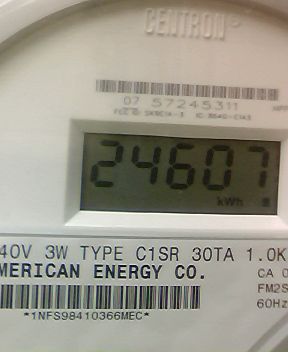 CENTRON®
07 57245311
24607
kWh
40V 3W TYPE C1SR 30TA 1.0K
MERICAN ENERGY CO.
CA 0
FM2S
60Hz
*1NFS98410366MEC*